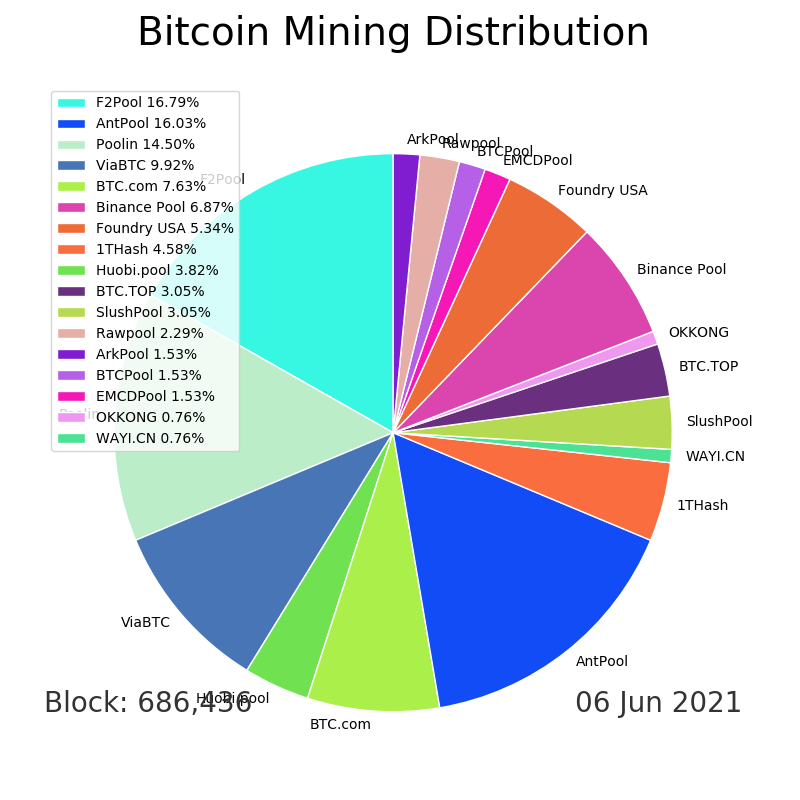 Bitcoin Mining Distribution
F2Pool 16.79%
AntPool 16.03%
Poolin 14.50%
ViaBTC 9.92%
BTC.com 7.63%
Binance Pool 6.87%
Foundry USA 5.34%
1THash 4.58%
Huobi.pool 3.82%
BTC.TOP 3.05%
SlushPool 3.05%
Rawpool 2.29%
ArkPool 1.53%
BTCPool 1.53%
EMCDPool 1.53%
OKKONG 0.76%
WAYI.CN 0.76%
ArkPool
Rawpool
BTCPool
EMCDPool
Foundry USA
Binance Pool
OKKONG
BTC.TOP
SlushPool
WAYI.CN
1THash
AntPool
BTC.com
Huobi.pool
ViaBTC
Poolin
F2Pool
Block: 686,436
06 Jun 2021